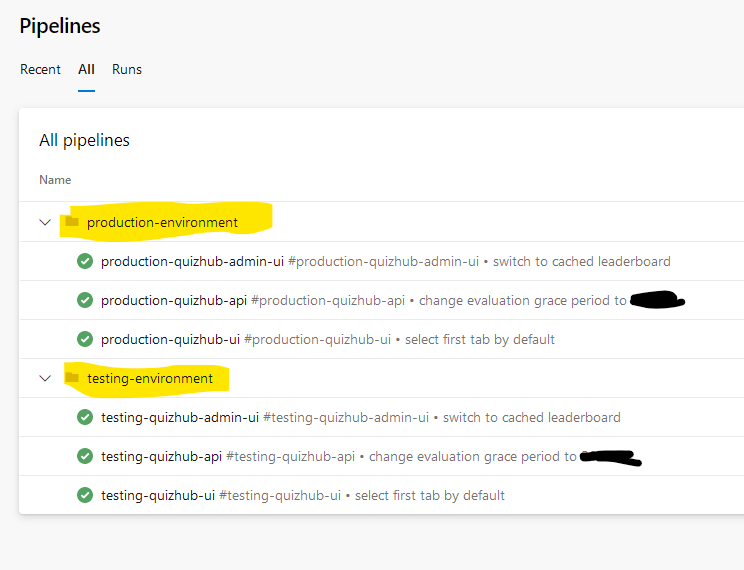 Pipelines
Recent All Runs
All pipelines
Name
production-environment
production-quizhub-admin-ui #production-quizhub-admin-ui • switch to cached leaderboard
production-quizhub-api #production-quizhub-api • change evaluation grace period to
production-quizhub-ui #production-quizhub-ui • select first tab by default
testing-environment
testing-quizhub-admin-ui #testing-quizhub-admin-ui • switch to cached leaderboard
testing-quizhub-api #testing-quizhub-api • change evaluation grace period to
testing-quizhub-ui #testing-quizhub-ui • select first tab by default